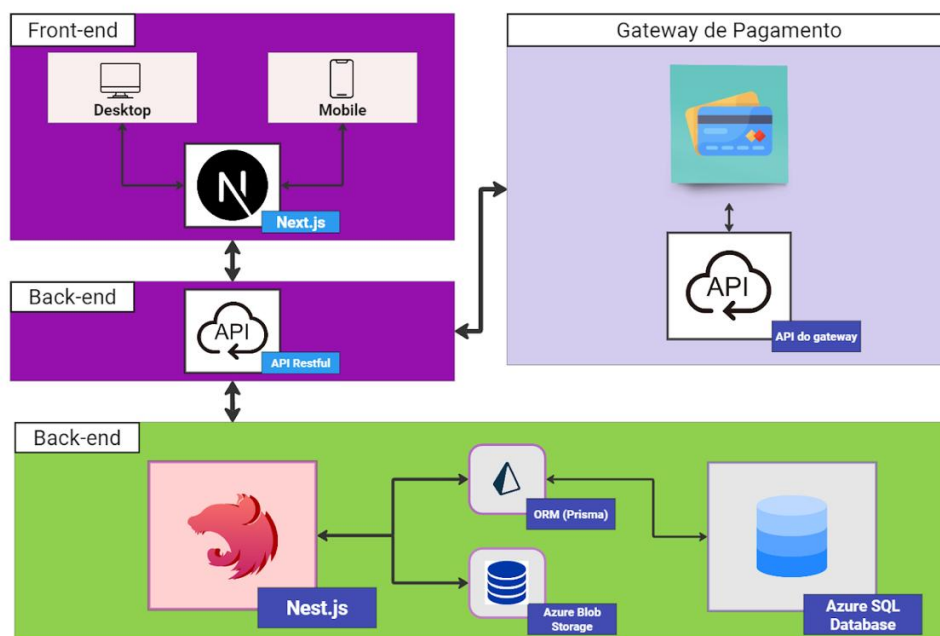 Front-end
Desktop
Mobile
Next.js
Gateway de Pagamento
API
API do gateway
Back-end
API
API Restful
Back-end
Nest.js
ORM (Prisma)
Azure Blob
Storage
Azure SQL
Database